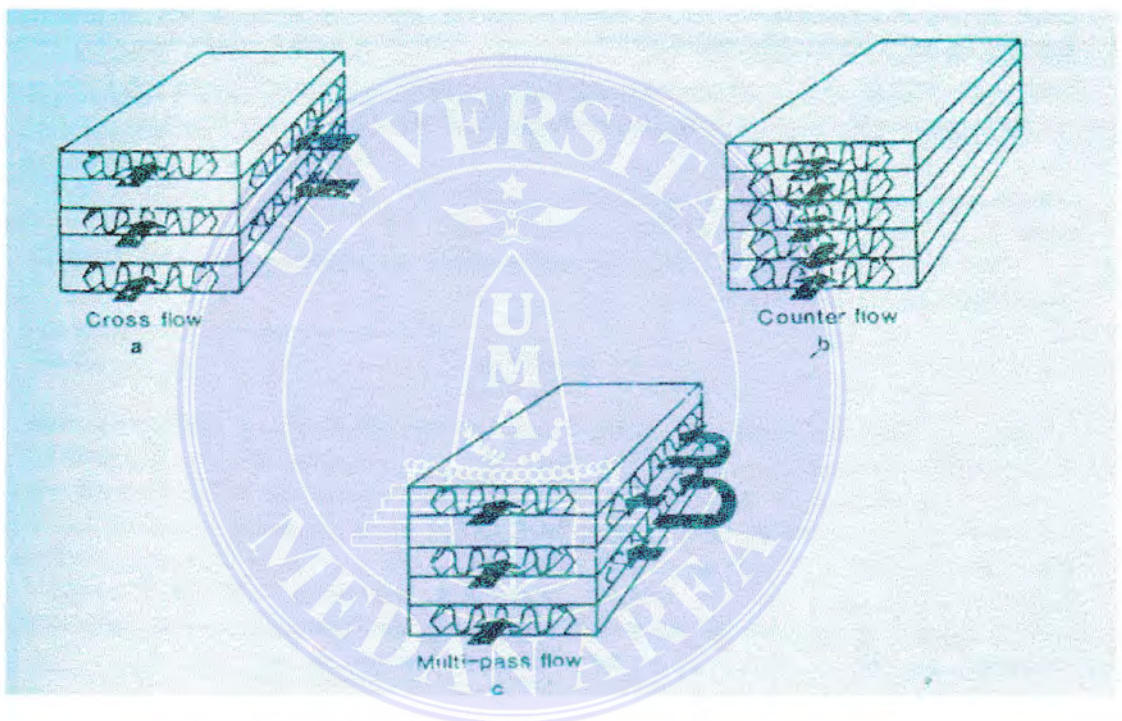 Cross flow
a
Counter flow
b
Multi-pass flow
c
UNIVERSITAS
UMA
MEDAN AREA